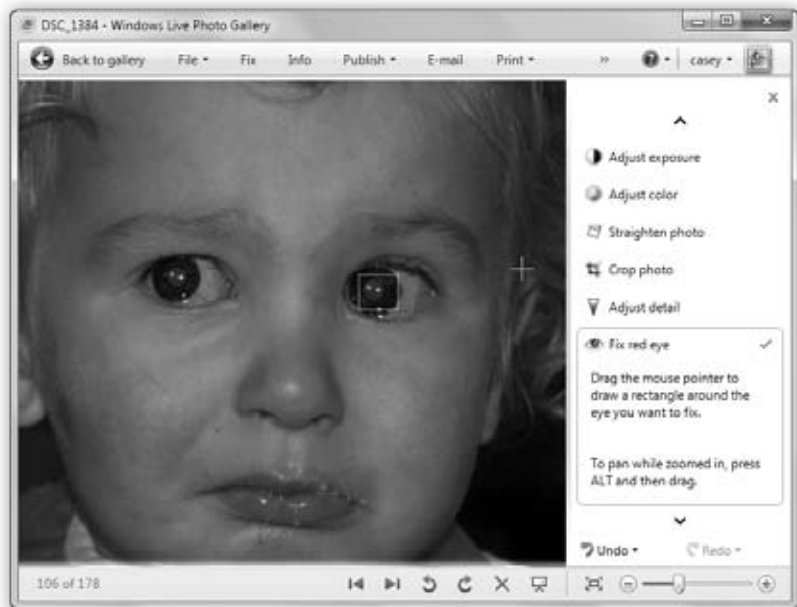 DSC_1384 - Windows Live Photo Gallery
Back to gallery File Fix Info Publish E-mail Print » ? casey
Adjust exposure
Adjust color
Straighten photo
Crop photo
Adjust detail
Fix red eye
Drag the mouse pointer to
draw a rectangle around the
eye you want to fix.
To pan while zoomed in, press
ALT and then drag.
Undo Redo
106 of 178